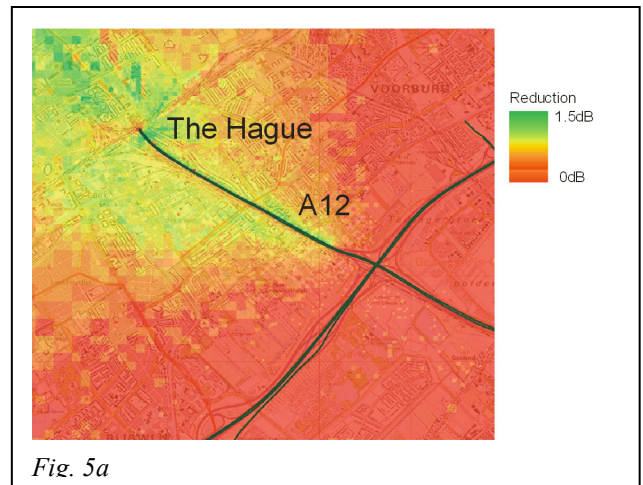 VOORBURG
Reduction
1.5dB
0dB
The Hague
A12
Fig. 5a